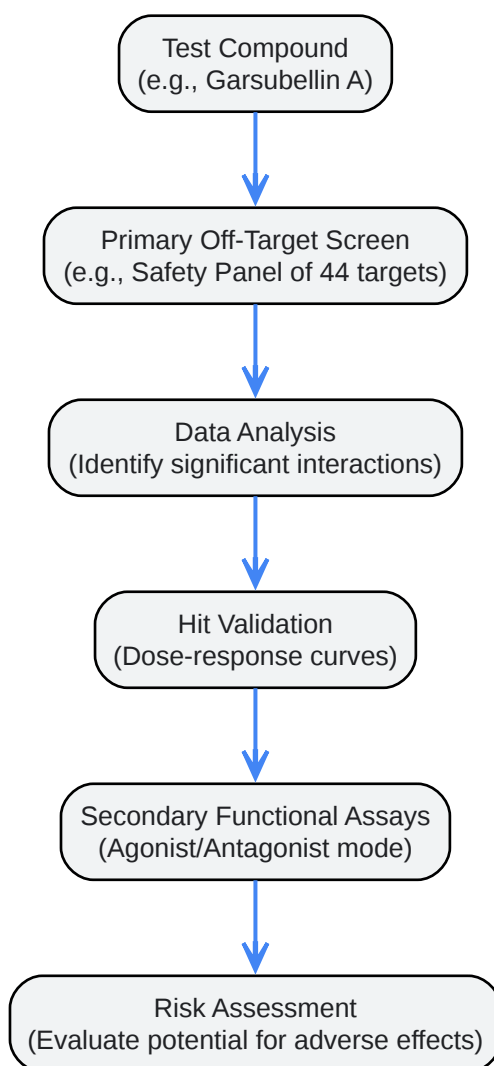 Test Compound
(e.g., Garsubellin A)
Primary Off-Target Screen
(e.g., Safety Panel of 44 targets)
Data Analysis
(Identify significant interactions)
Hit Validation
(Dose-response curves)
Secondary Functional Assays
(Agonist/Antagonist mode)
Risk Assessment
(Evaluate potential for adverse effects)